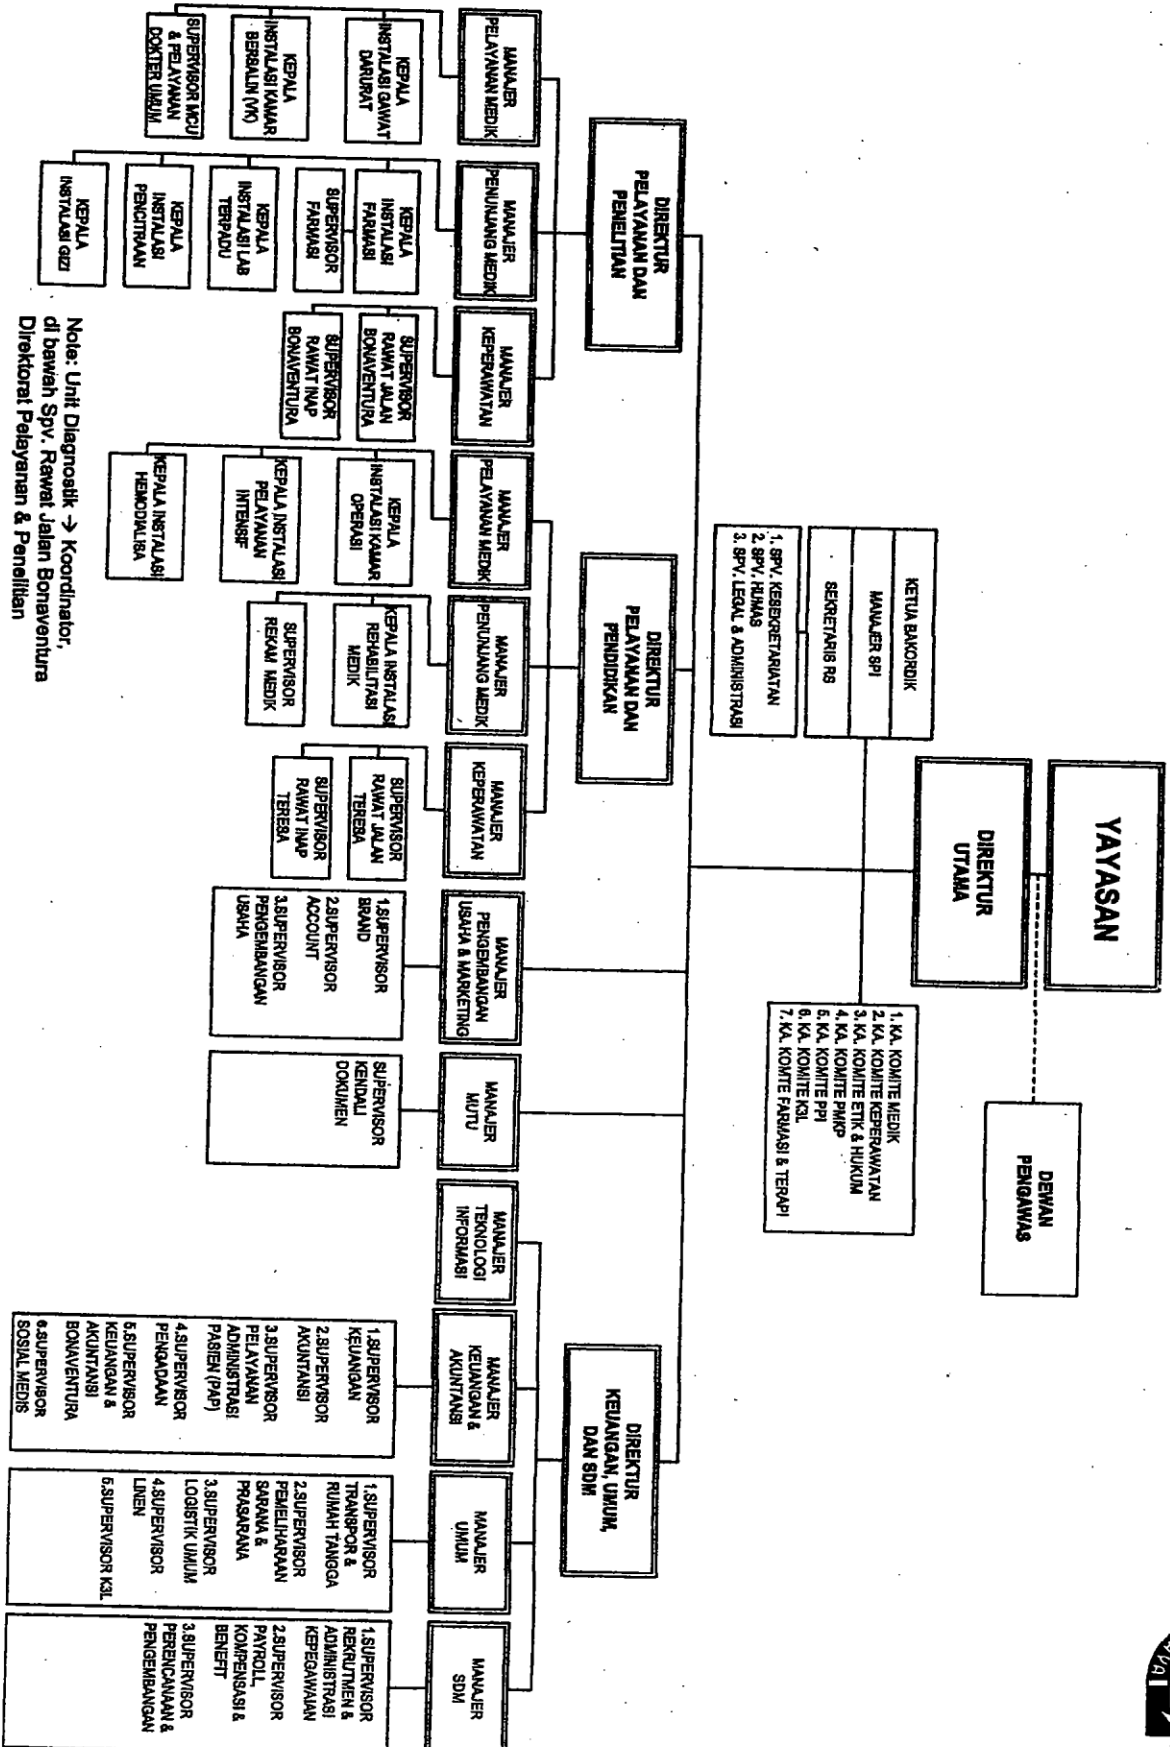 YAYASAN
DEWAN
PENGAWAS
DIREKTUR
UTAMA
KETUA BAKORDIK
MANAJER SPI
SEKRETARIS RS
1. SPV. KESEKRETARIATAN
2. SPV. HUMAS
3. SPV. LEGAL & ADMINISTRASI
1. KA. KOMITE MEDIK
2. KA. KOMITE KEPERAWATAN
3. KA. KOMITE ETIK & HUKUM
4. KA. KOMITE PMKP
5. KA. KOMITE PPI
6. KA. KOMITE K3L
7. KA. KOMTE FARMASI & TERAPI
DIREKTUR
PELAYANAN DAN
PENELITIAN
DIREKTUR
PELAYANAN DAN
PENDIDIKAN
DIREKTUR
KEUANGAN, UMUM,
DAN SDM
MANAJER
PELAYANAN MEDIK
MANAJER
PENUNJANG MEDIK
MANAJER
KEPERAWATAN
MANAJER
PELAYANAN MEDIK
MANAJER
PENUNJANG MEDIK
MANAJER
KEPERAWATAN
MANAJER
PENGEMBANGAN
USAHA & MARKETING
MANAJER
MUTU
MANAJER
TEKNOLOGI
INFORMASI
MANAJER
KEUANGAN &
AKUNTANSI
MANAJER
UMUM
MANAJER
SDM
KEPALA
INSTALASI GAWAT
DARURAT
KEPALA
INSTALASI KAMAR
BERSALIN (VK)
SUPERVISOR MCU
& PELAYANAN
DOKTER UMUM
KEPALA
INSTALASI
FARMASI
SUPERVISOR
FARMASI
KEPALA
INSTALASI LAB
TERPADU
KEPALA
INSTALASI
PENCITRAAN
KEPALA
INSTALASI GIZI
SUPERVISOR
RAWAT JALAN
BONAVENTURA
SUPERVISOR
RAWAT INAP
BONAVENTURA
KEPALA
INSTALASI KAMAR
OPERASI
KEPALA INSTALASI
PELAYANAN
INTENSIF
KEPALA INSTALASI
HEMODIALISA
KEPALA INSTALASI
REHABILITASI
MEDIK
SUPERVISOR
REKAM MEDIK
SUPERVISOR
RAWAT JALAN
TERESA
SUPERVISOR
RAWAT INAP
TERESA
1.SUPERVISOR
BRAND
2.SUPERVISOR
ACCOUNT
3.SUPERVISOR
PENGEMBANGAN
USAHA
SUPERVISOR
KENDALI
DOKUMEN
1.SUPERVISOR
KEUANGAN
2.SUPERVISOR
AKUNTANSI
3.SUPERVISOR
PELAYANAN
ADMINISTRASI
PASIEN (PAP)
4.SUPERVISOR
PENGADAAN
5.SUPERVISOR
KEUANGAN &
AKUNTANSI
BONAVENTURA
6.SUPERVISOR
SOSIAL MEDIS
1.SUPERVISOR
TRANSPOR &
RUMAH TANGGA
2.SUPERVISOR
PEMELIHARAAN
SARANA &
PRASARANA
3.SUPERVISOR
LOGISTIK UMUM
4.SUPERVISOR
LINEN
5.SUPERVISOR K3L
1.SUPERVISOR
REKRUTMEN &
ADMINISTRASI
KEPEGAWAIAN
2.SUPERVISOR
PAYROLL,
KOMPENSASI &
BENEFIT
3.SUPERVISOR
PERENCANAAN &
PENGEMBANGAN
Note: Unit Diagnostik → Koordinator,
di bawah Spv. Rawat Jalan Bonaventura
Direktorat Pelayanan & Penelitian